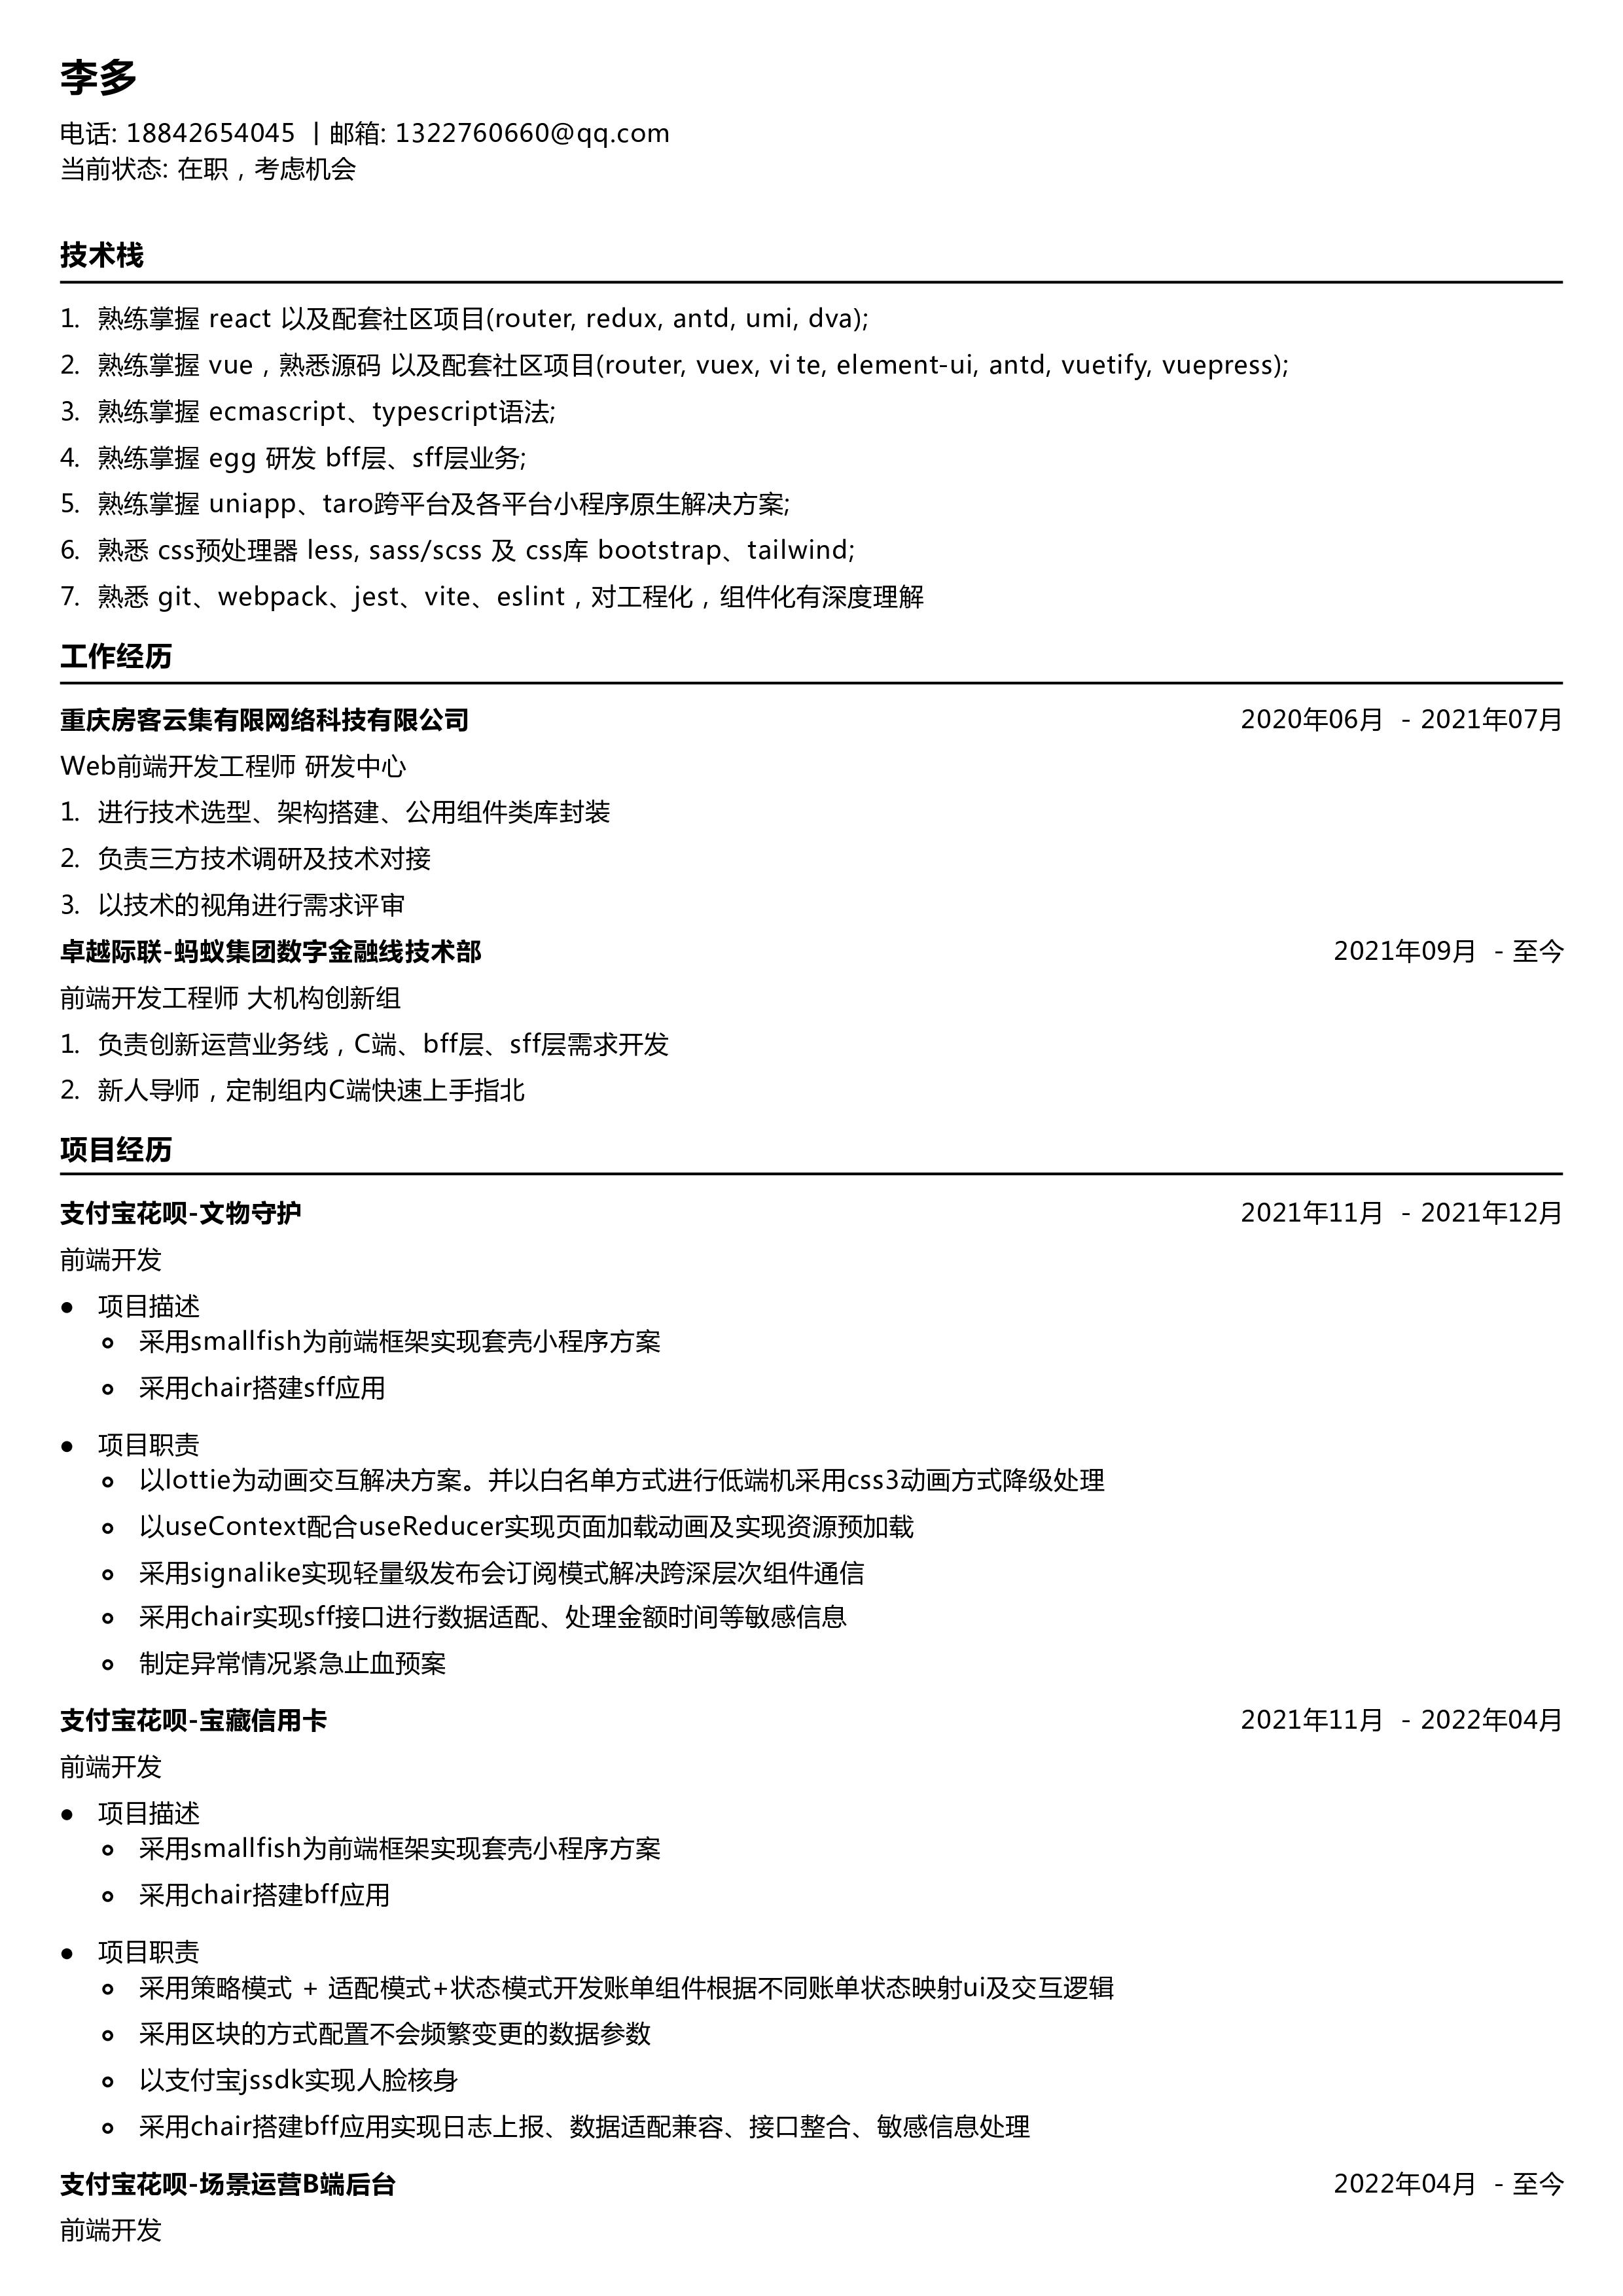 李多
电话: 18842654045 | 邮箱: 1322760660@qq.com
当前状态: 在职，考虑机会
技术栈
1. 熟练掌握 react 以及配套社区项目(router, redux, antd, umi, dva);
2. 熟练掌握 vue，熟悉源码 以及配套社区项目(router, vuex, vite, element-ui, antd, vuetify, vuepress);
3. 熟练掌握 ecmascript、typescript语法;
4. 熟练掌握 egg 研发 bff层、sff层业务;
5. 熟练掌握 uniapp、taro跨平台及各平台小程序原生解决方案;
6. 熟悉 css预处理器 less, sass/scss 及 css库 bootstrap、tailwind;
7. 熟悉 git、webpack、jest、vite、eslint，对工程化，组件化有深度理解
工作经历
重庆房客云集有限网络科技有限公司 2020年06月 - 2021年07月
Web前端开发工程师 研发中心
1. 进行技术选型、架构搭建、公用组件类库封装
2. 负责三方技术调研及技术对接
3. 以技术的视角进行需求评审
卓越际联-蚂蚁集团数字金融线技术部 2021年09月 - 至今
前端开发工程师 大机构创新组
1. 负责创新运营业务线，C端、bff层、sff层需求开发
2. 新人导师，定制组内C端快速上手指北
项目经历
支付宝花呗-文物守护 2021年11月 - 2021年12月
前端开发
● 项目描述
○ 采用smallfish为前端框架实现套壳小程序方案
○ 采用chair搭建sff应用
● 项目职责
○ 以lottie为动画交互解决方案。并以白名单方式进行低端机采用css3动画方式降级处理
○ 以useContext配合useReducer实现页面加载动画及实现资源预加载
○ 采用signalike实现轻量级发布会订阅模式解决跨深层次组件通信
○ 采用chair实现sff接口进行数据适配、处理金额时间等敏感信息
○ 制定异常情况紧急止血预案
支付宝花呗-宝藏信用卡 2021年11月 - 2022年04月
前端开发
● 项目描述
○ 采用smallfish为前端框架实现套壳小程序方案
○ 采用chair搭建bff应用
● 项目职责
○ 采用策略模式 + 适配模式+状态模式开发账单组件根据不同账单状态映射ui及交互逻辑
○ 采用区块的方式配置不会频繁变更的数据参数
○ 以支付宝jssdk实现人脸核身
○ 采用chair搭建bff应用实现日志上报、数据适配兼容、接口整合、敏感信息处理
支付宝花呗-场景运营B端后台 2022年04月 - 至今
前端开发